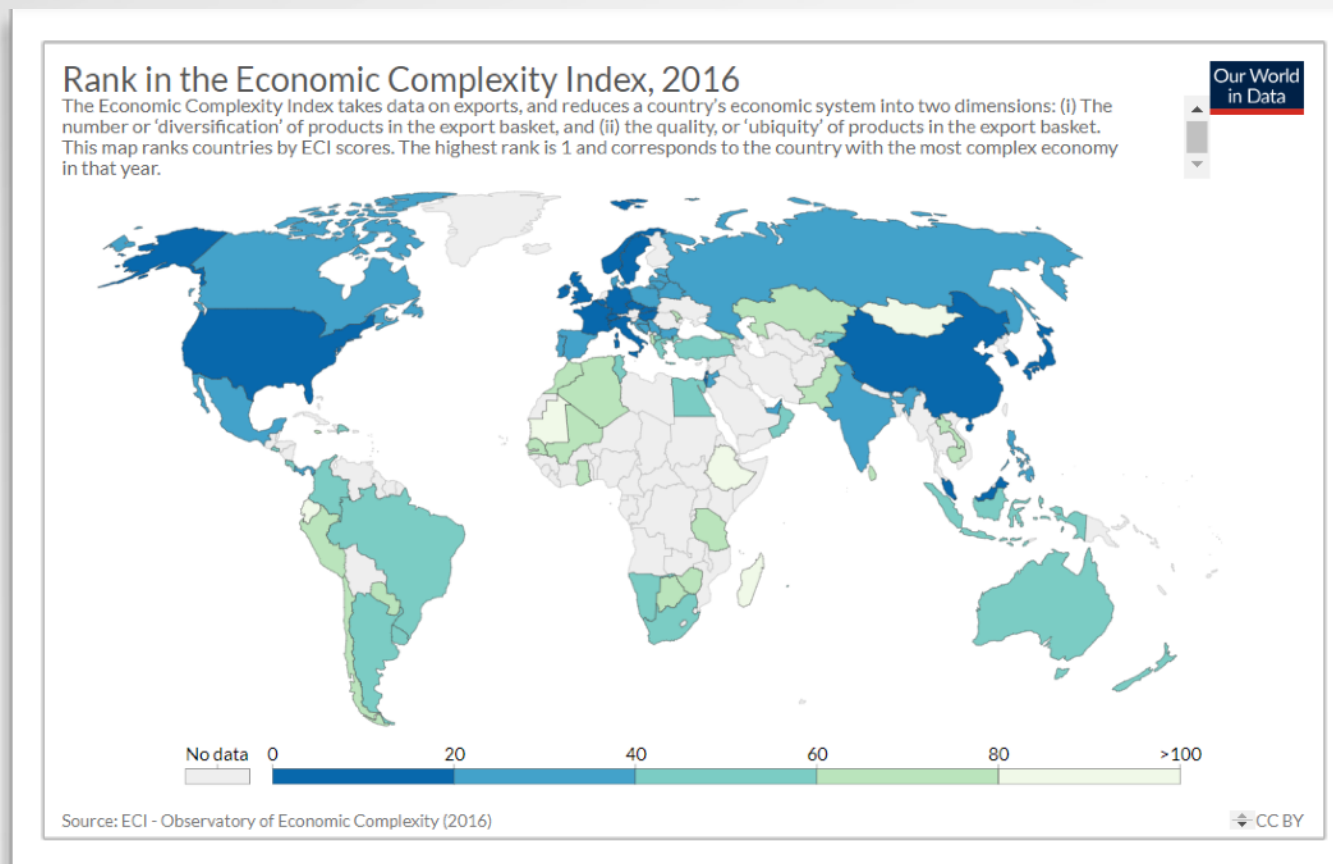 Rank in the Economic Complexity Index, 2016
Our World
in Data
The Economic Complexity Index takes data on exports, and reduces a country's economic system into two dimensions: (i) The
number or 'diversification' of products in the export basket, and (ii) the quality, or 'ubiquity' of products in the export basket.
This map ranks countries by ECI scores. The highest rank is 1 and corresponds to the country with the most complex economy
in that year.
No data 0 20 40 60 80 >100
Source: ECI - Observatory of Economic Complexity (2016)
CC BY